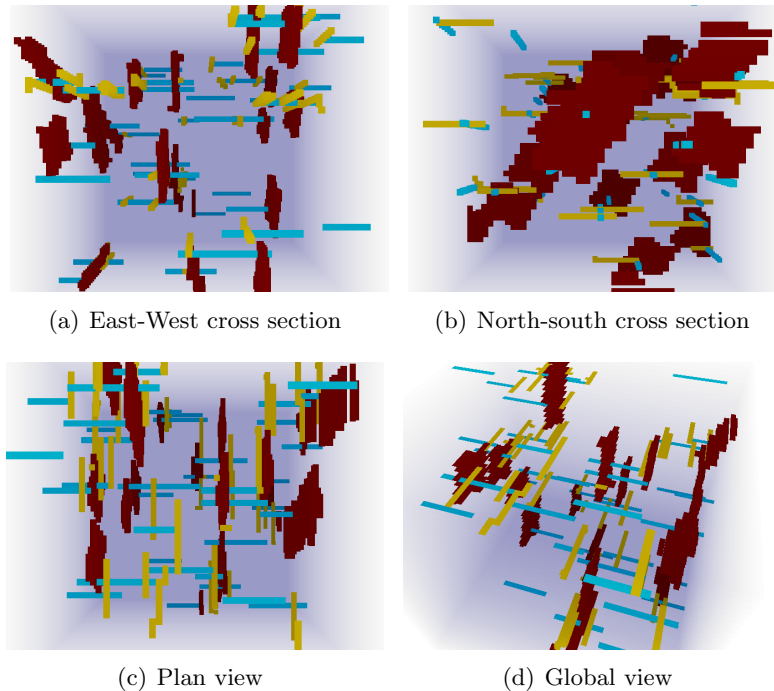 (a) East-West cross section
(b) North-south cross section
(c) Plan view
(d) Global view